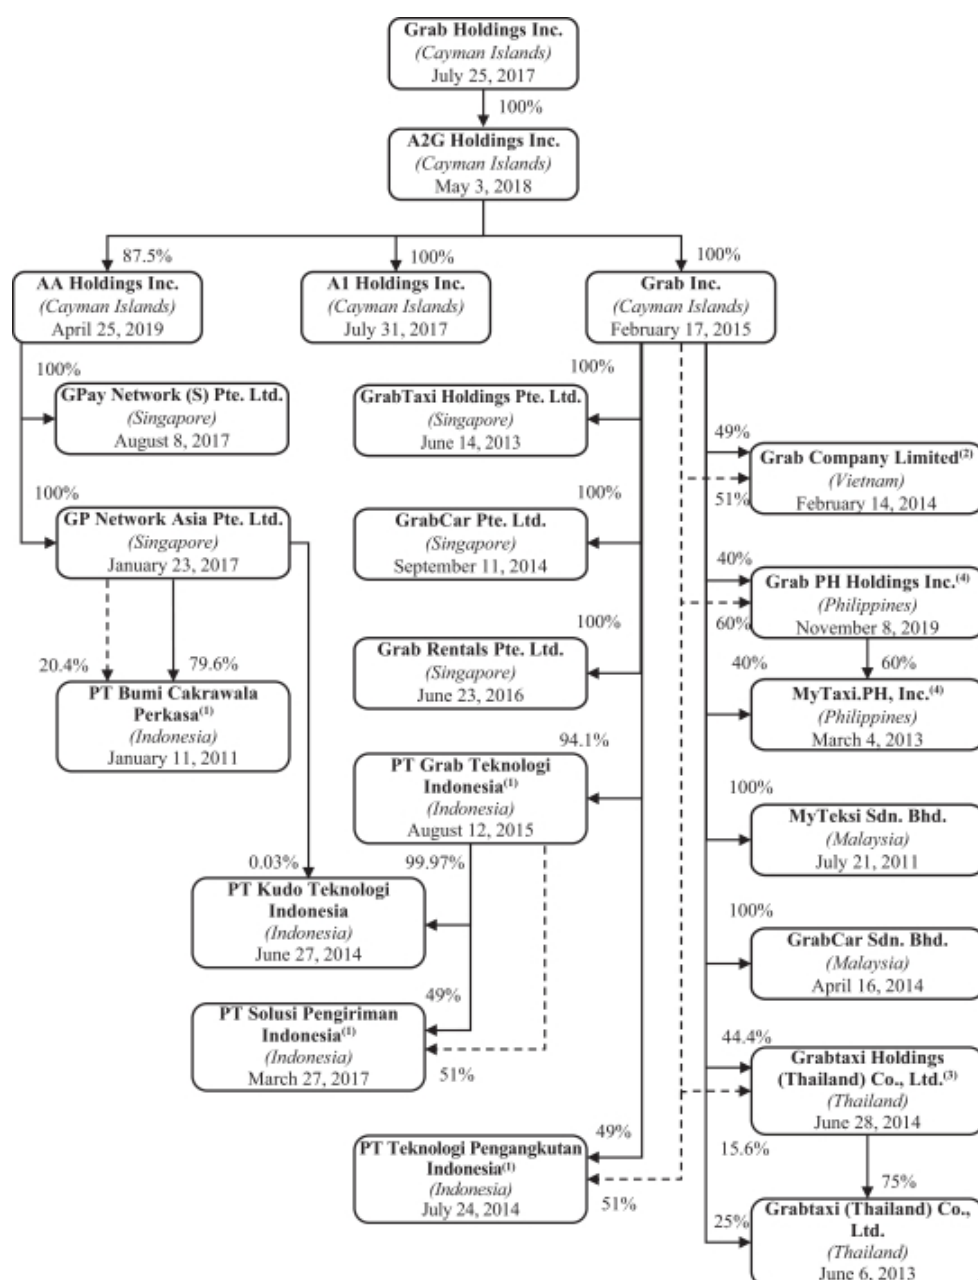 Grab Holdings Inc.
(Cayman Islands)
July 25, 2017
100%
A2G Holdings Inc.
(Cayman Islands)
May 3, 2018
87.5%
100%
100%
AA Holdings Inc.
(Cayman Islands)
April 25, 2019
A1 Holdings Inc.
(Cayman Islands)
July 31, 2017
Grab Inc.
(Cayman Islands)
February 17, 2015
100%
GPay Network (S) Pte. Ltd.
(Singapore)
August 8, 2017
100%
GP Network Asia Pte. Ltd.
(Singapore)
January 23, 2017
20.4%
79.6%
PT Bumi Cakrawala
Perkasa(1)
(Indonesia)
January 11, 2011
0.03%
99.97%
PT Kudo Teknologi
Indonesia
(Indonesia)
June 27, 2014
49%
PT Solusi Pengiriman
Indonesia(1)
(Indonesia)
March 27, 2017
51%
100%
GrabTaxi Holdings Pte. Ltd.
(Singapore)
June 14, 2013
100%
GrabCar Pte. Ltd.
(Singapore)
September 11, 2014
100%
Grab Rentals Pte. Ltd.
(Singapore)
June 23, 2016
94.1%
PT Grab Teknologi
Indonesia(1)
(Indonesia)
August 12, 2015
49%
PT Teknologi Pengangkutan
Indonesia(1)
(Indonesia)
July 24, 2014
51%
49%
Grab Company Limited(2)
(Vietnam)
February 14, 2014
51%
40%
Grab PH Holdings Inc.(4)
(Philippines)
November 8, 2019
60%
40%
60%
MyTaxi.PH, Inc.(4)
(Philippines)
March 4, 2013
100%
MyTeksi Sdn. Bhd.
(Malaysia)
July 21, 2011
100%
GrabCar Sdn. Bhd.
(Malaysia)
April 16, 2014
44.4%
Grabtaxi Holdings
(Thailand) Co., Ltd.(3)
(Thailand)
June 28, 2014
15.6%
75%
25%
Grabtaxi (Thailand) Co.,
Ltd.
(Thailand)
June 6, 2013